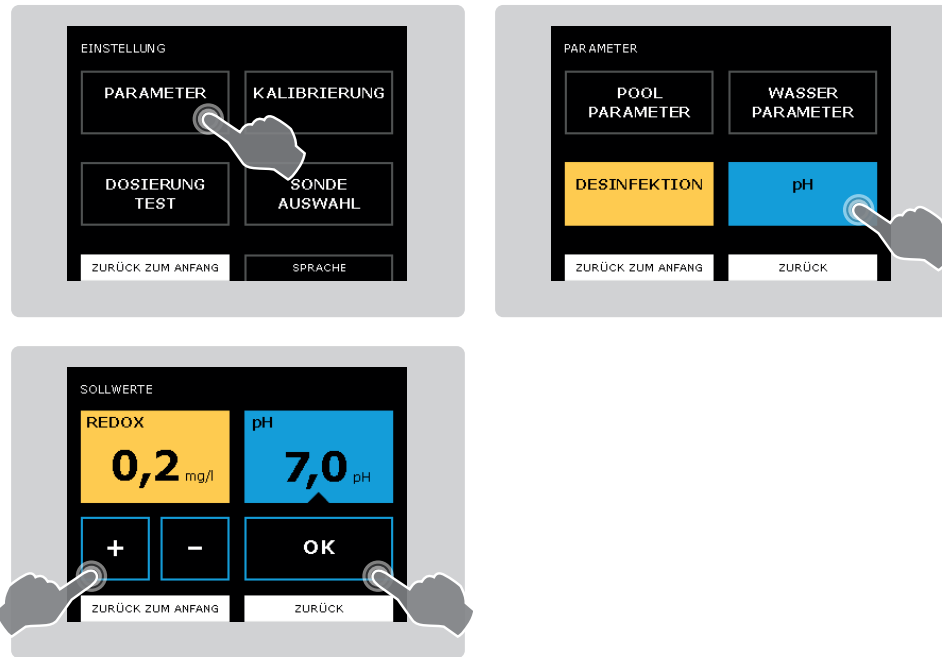 EINSTELLUNG
PARAMETER
KALIBRIERUNG
DOSIERUNG
TEST
SONDE
AUSWAHL
ZURÜCK ZUM ANFANG
SPRACHE
PARAMETER
POOL
PARAMETER
WASSER
PARAMETER
DESINFEKTION
pH
ZURÜCK ZUM ANFANG
ZURÜCK
SOLLWERTE
REDOX
0,2 mg/l
pH
7,0 pH
+
-
OK
ZURÜCK ZUM ANFANG
ZURÜCK